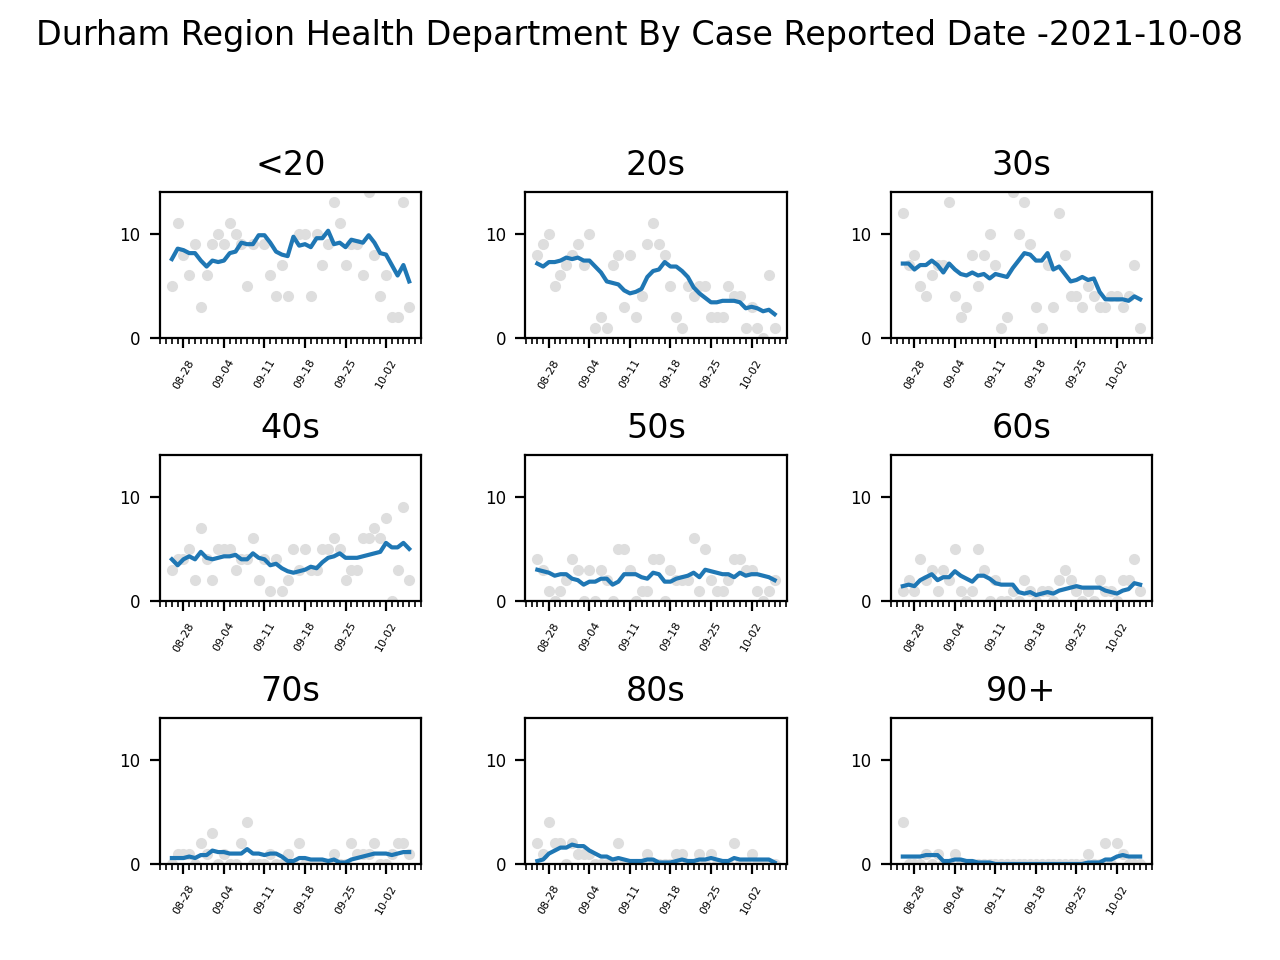 Durham Region Health Department By Case Reported Date -2021-10-08
<20 20s 30s
10 10 10
0 0 0
08-28 09-04 09-11 09-18 09-25 10-02 08-28 09-04 09-11 09-18 09-25 10-02 08-28 09-04 09-11 09-18 09-25 10-02
40s 50s 60s
10 10 10
0 0 0
08-28 09-04 09-11 09-18 09-25 10-02 08-28 09-04 09-11 09-18 09-25 10-02 08-28 09-04 09-11 09-18 09-25 10-02
70s 80s 90+
10 10 10
0 0 0
08-28 09-04 09-11 09-18 09-25 10-02 08-28 09-04 09-11 09-18 09-25 10-02 08-28 09-04 09-11 09-18 09-25 10-02